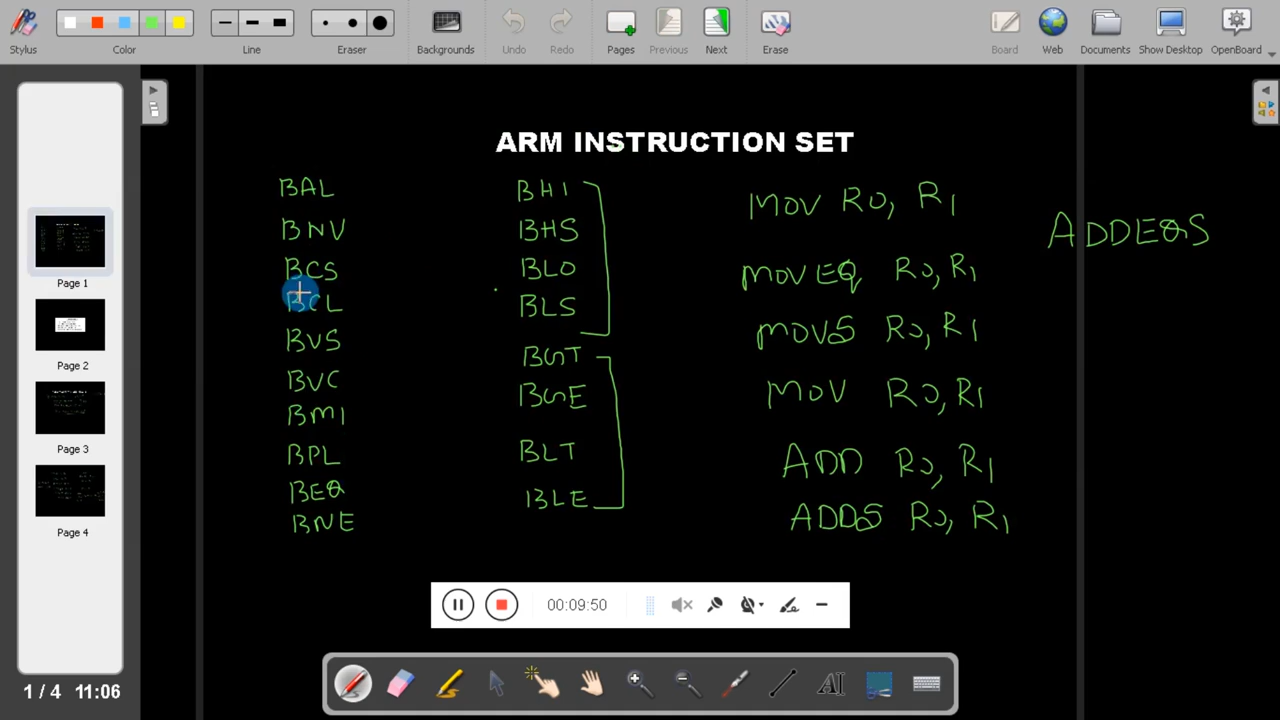 Stylus
Color
Line
Eraser
Backgrounds
Undo
Redo
Pages
Previous
Next
Erase
Board
Web
Documents
Show Desktop
OpenBoard
Page 1
Page 2
Page 3
Page 4
1 / 4 11:06
ARM INSTRUCTION SET
BAL
BNV
BCS
BCL
BVS
BVC
BMI
BPL
BEQ
BNE
BHI
BHS
BLO
BLS
BGT
BGE
BLT
BLE
MOV R0, R1
MOVEQ R0, R1
MOVS R0, R1
MOV R0, R1
ADD R0, R1
ADDS R0, R1
ADDEQS
00:09:50
AI